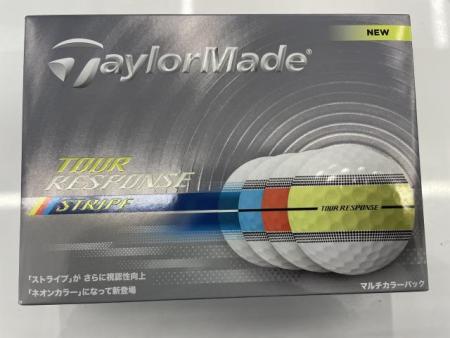 NEW
TaylorMade
TOUR
RESPONSE
STRIPE
TOUR RESPONSE
「ストライプ」が さらに視認性向上
「ネオンカラー」になって新登場
マルチカラーパック